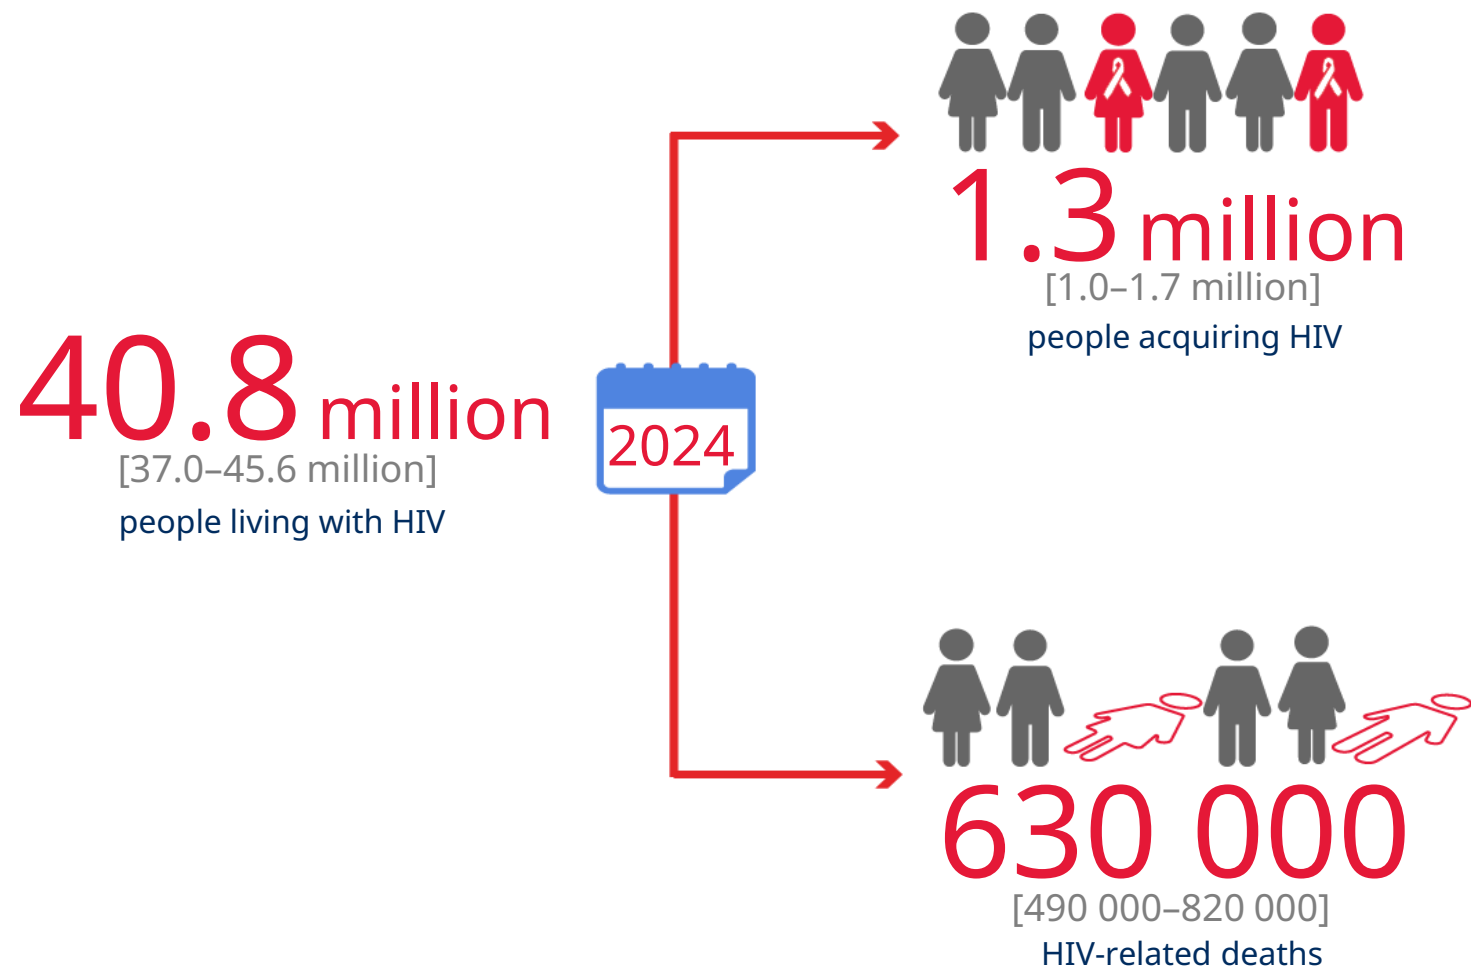 40.8 million
[37.0–45.6 million]
people living with HIV
2024
1.3 million
[1.0–1.7 million]
people acquiring HIV
630 000
[490 000–820 000]
HIV-related deaths